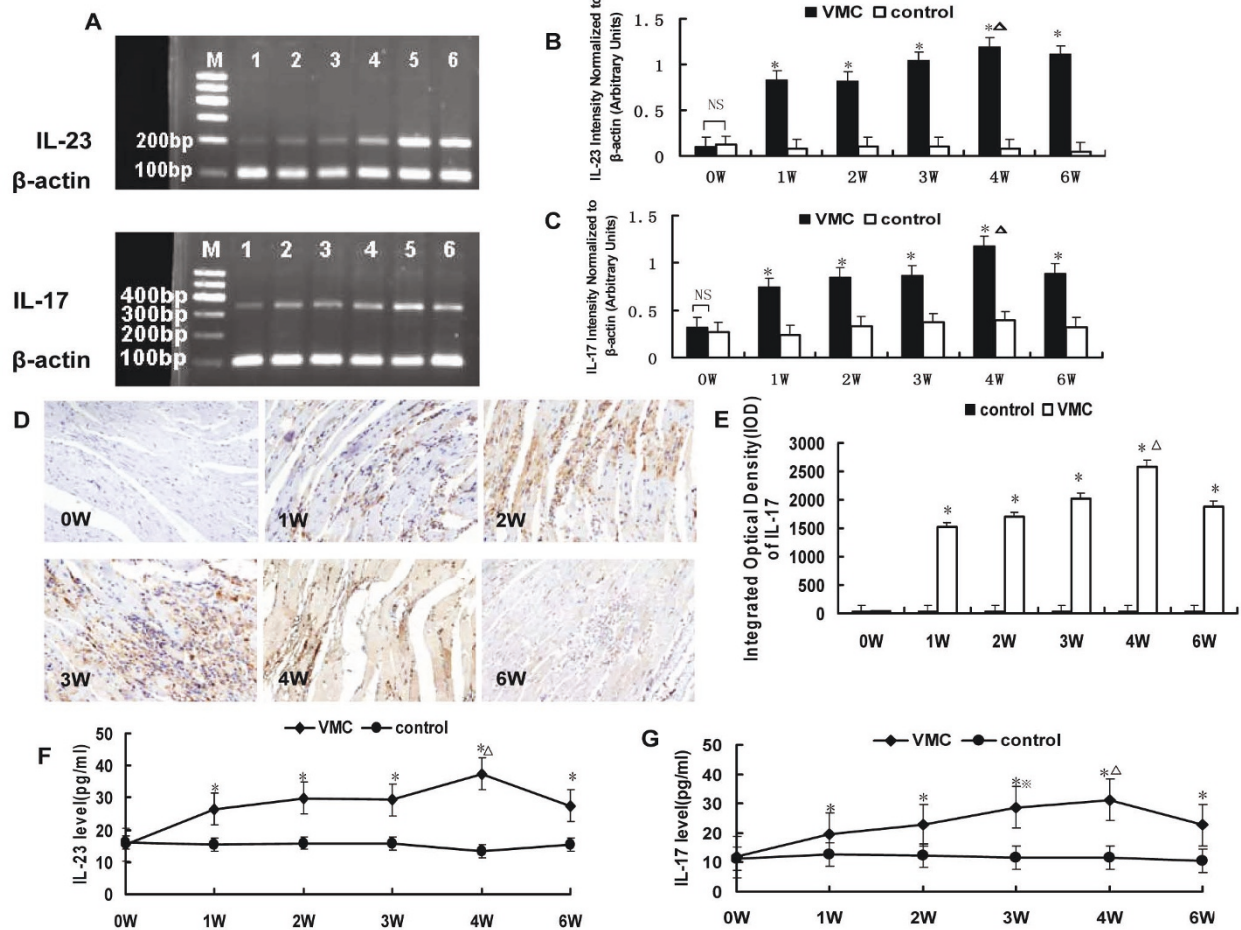 A
M 1 2 3 4 5 6
IL-23
200bp
β-actin
100bp
M 1 2 3 4 5 6
IL-17
400bp
300bp
200bp
β-actin
100bp
B
VMC control
IL-23 Intensity Normalized to
β-actin (Arbitrary Units)
1.5
1
0.5
0
NS
* * * *△ *
0W 1W 2W 3W 4W 6W
C
VMC control
IL-17 Intensity Normalized to
β-actin (Arbitrary Units)
1.5
1
0.5
0
NS
* * * *△ *
0W 1W 2W 3W 4W 6W
D
0W 1W 2W
3W 4W 6W
E
control VMC
Integrated Optical Density(IOD)
of IL-17
3000
2500
2000
1500
1000
500
0
* * * *△ *
0W 1W 2W 3W 4W 6W
F
VMC control
IL-23 level(pg/ml)
50
40
30
20
10
0
* * * *△ *
0W 1W 2W 3W 4W 6W
G
VMC control
IL-17 level(pg/ml)
50
40
30
20
10
0
* * *※ *△ *
0W 1W 2W 3W 4W 6W